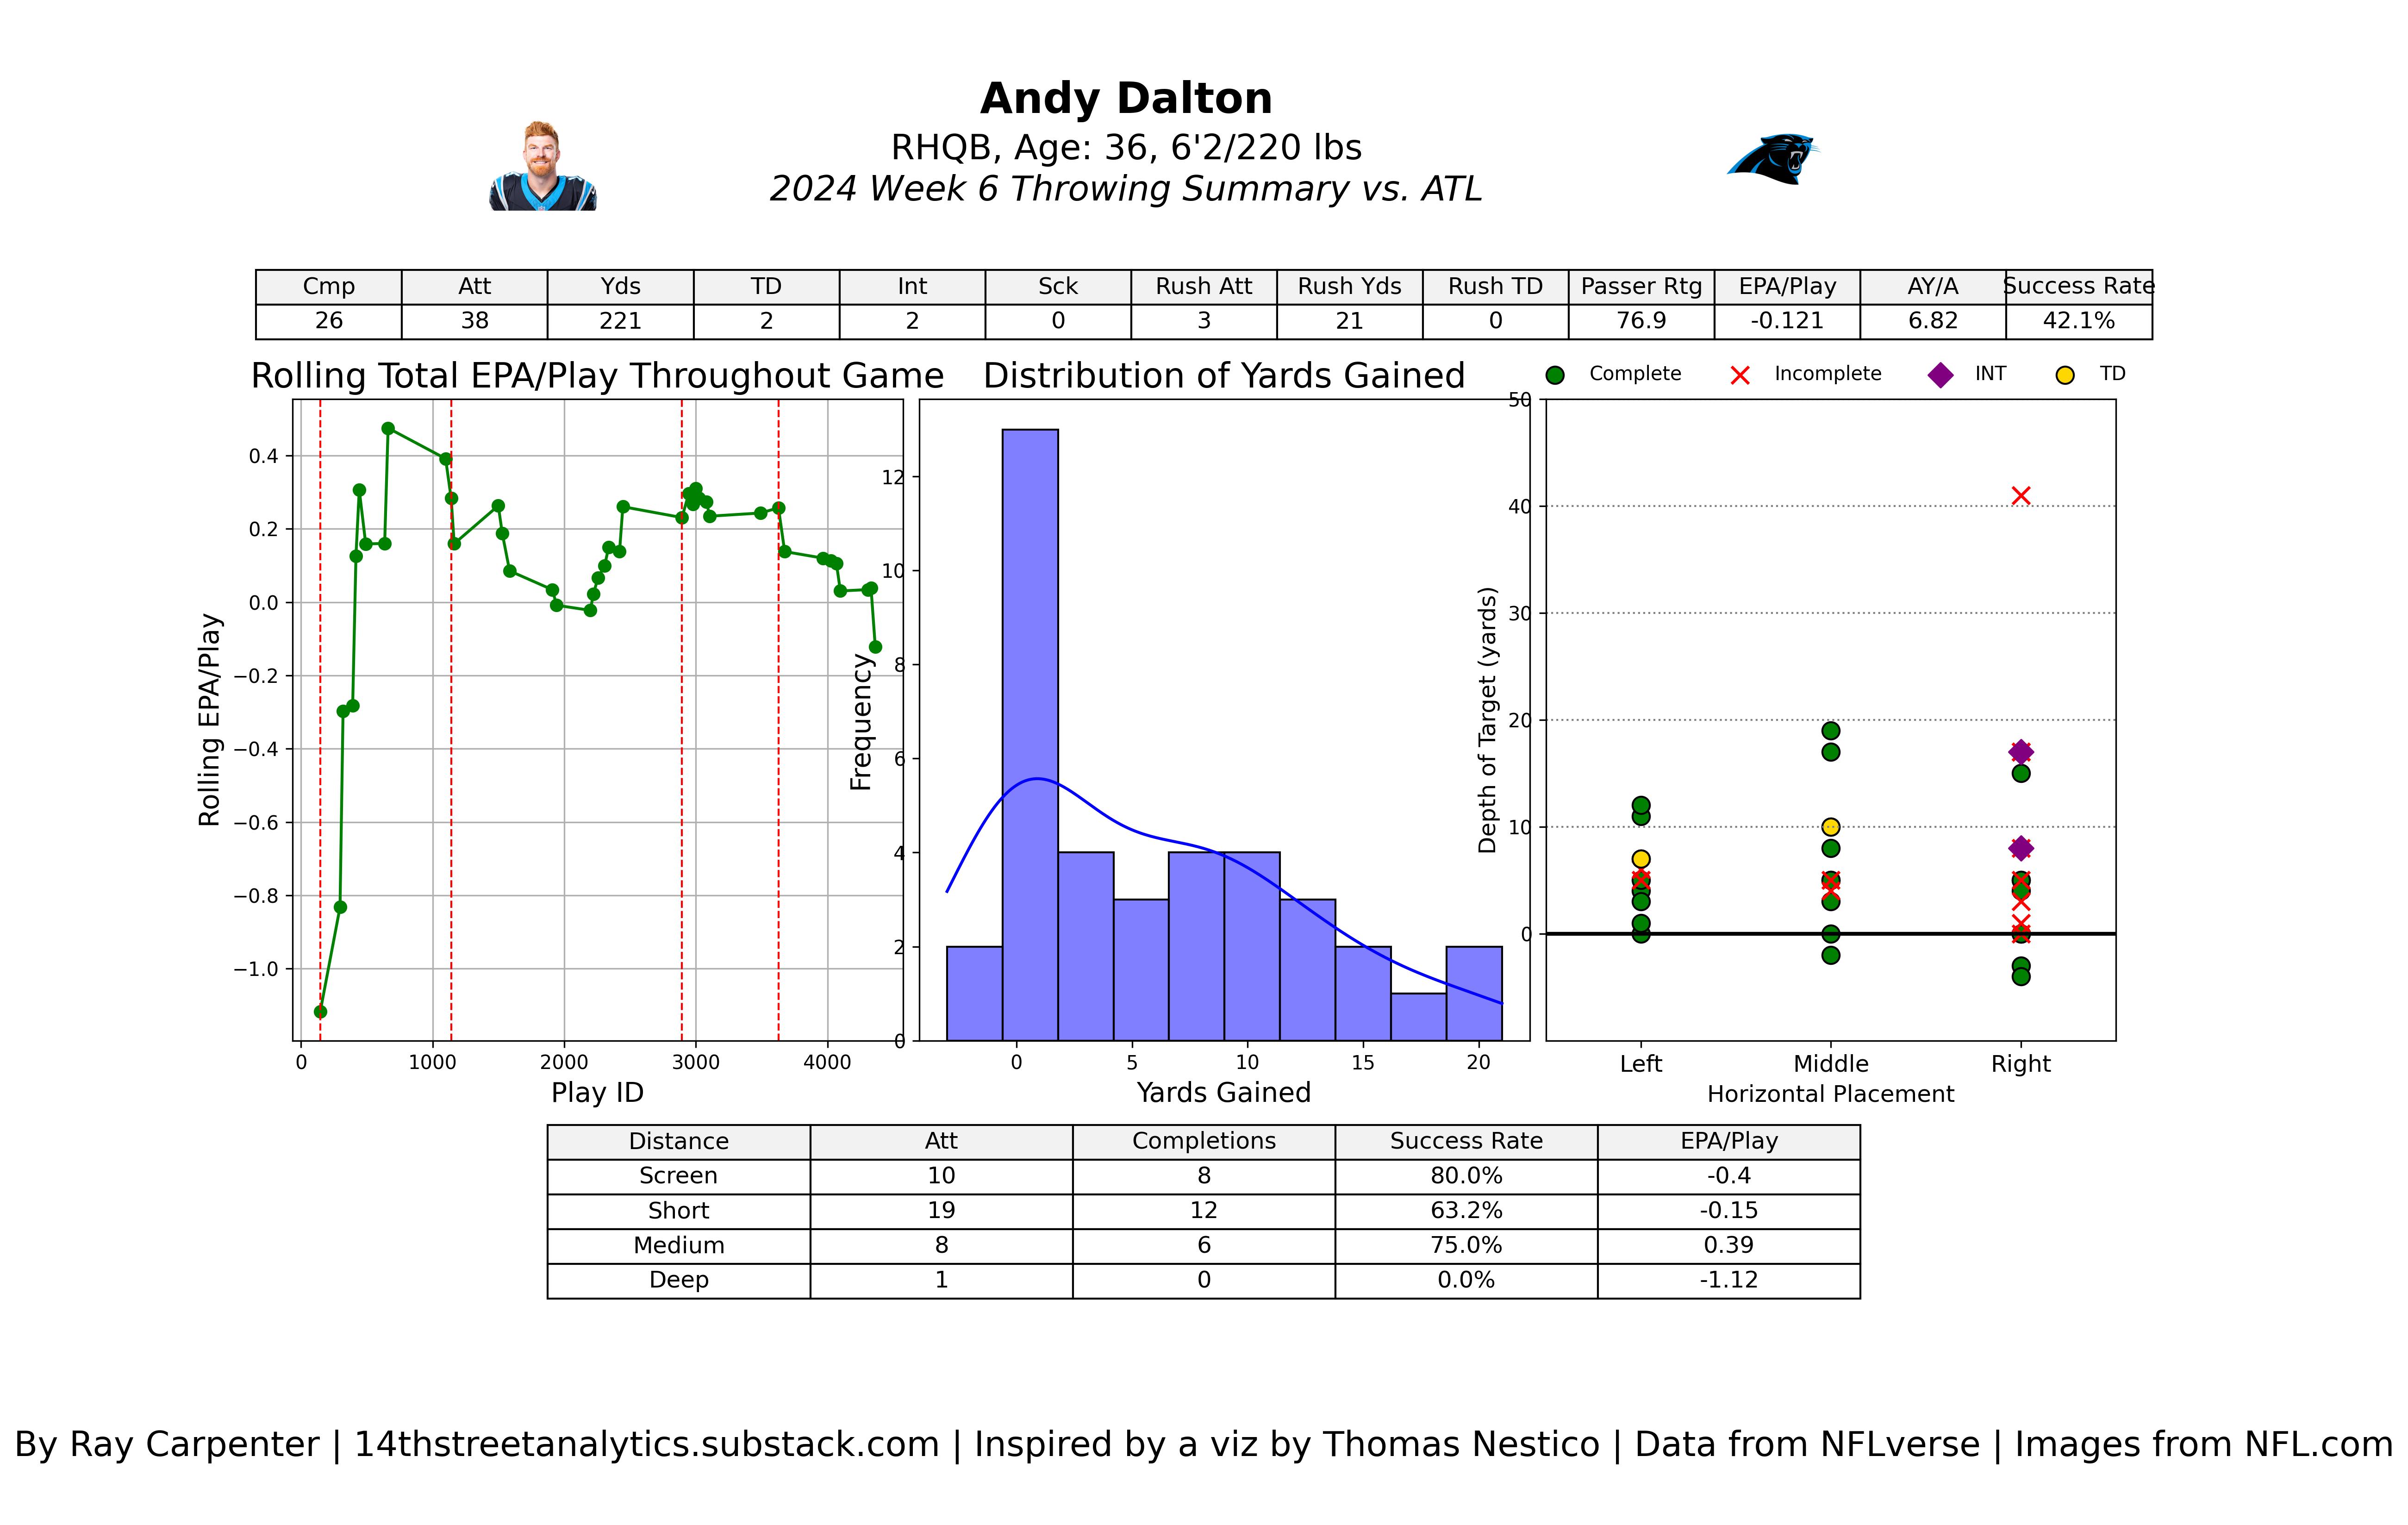 Andy Dalton
RHQB, Age: 36, 6'2/220 lbs
2024 Week 6 Throwing Summary vs. ATL
Cmp Att Yds TD Int Sck Rush Att Rush Yds Rush TD Passer Rtg EPA/Play AY/A Success Rate
26 38 221 2 2 0 3 21 0 76.9 -0.121 6.82 42.1%
Rolling Total EPA/Play Throughout Game
Rolling EPA/Play
0.4
0.2
0.0
−0.2
−0.4
−0.6
−0.8
−1.0
0 1000 2000 3000 4000
Play ID
Distribution of Yards Gained
Frequency
12
10
8
6
4
2
0
0 5 10 15 20
Yards Gained
Complete Incomplete INT TD
Depth of Target (yards)
50
40
30
20
10
0
Left Middle Right
Horizontal Placement
Distance Att Completions Success Rate EPA/Play
Screen 10 8 80.0% -0.4
Short 19 12 63.2% -0.15
Medium 8 6 75.0% 0.39
Deep 1 0 0.0% -1.12
By Ray Carpenter | 14thstreetanalytics.substack.com | Inspired by a viz by Thomas Nestico | Data from NFLverse | Images from NFL.com